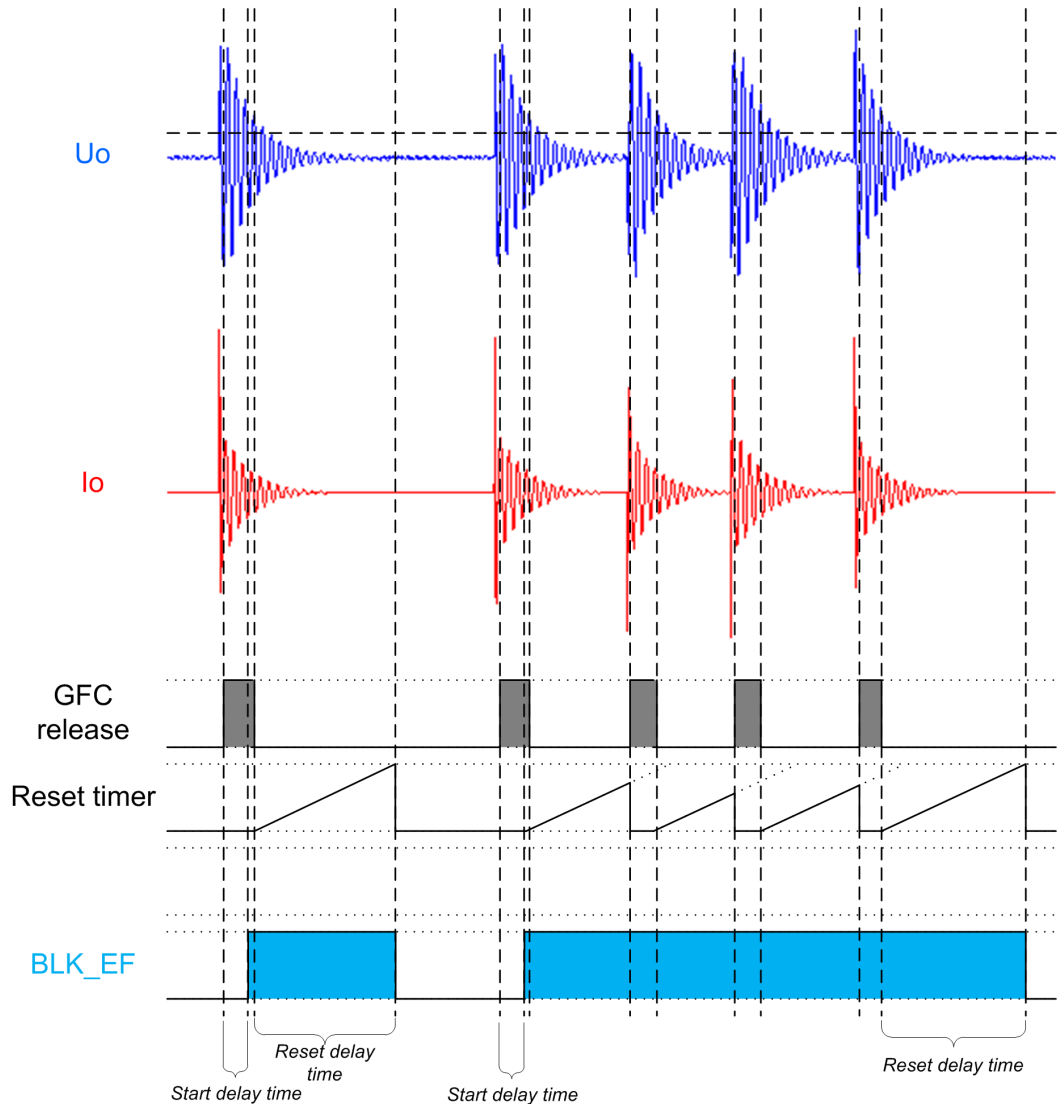 Uo
Io
GFC
release
Reset timer
BLK_EF
Reset delay
time
Start delay time
Start delay time
Reset delay time